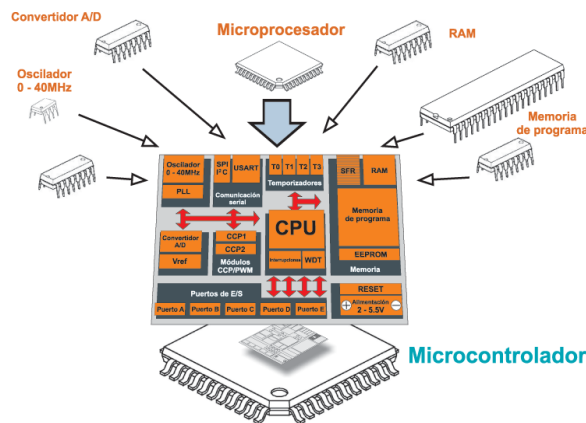 Convertidor A/D
Microprocesador
RAM
Oscilador
0 - 40MHz
Memoria
de programa
Oscilador
0 - 40MHz
PLL
SPI
I²C
USART
Comunicación
serial
T0 T1 T2 T3
Temporizadores
SFR
RAM
Memoria
de programa
EEPROM
Memoria
Convertidor
A/D
Vref
CCP1
CCP2
Módulos
CCP/PWM
CPU
Interrupciones
WDT
Puertos de E/S
Puerto A Puerto B Puerto C Puerto D Puerto E
RESET
Alimentación
2 - 5.5V
Microcontrolador